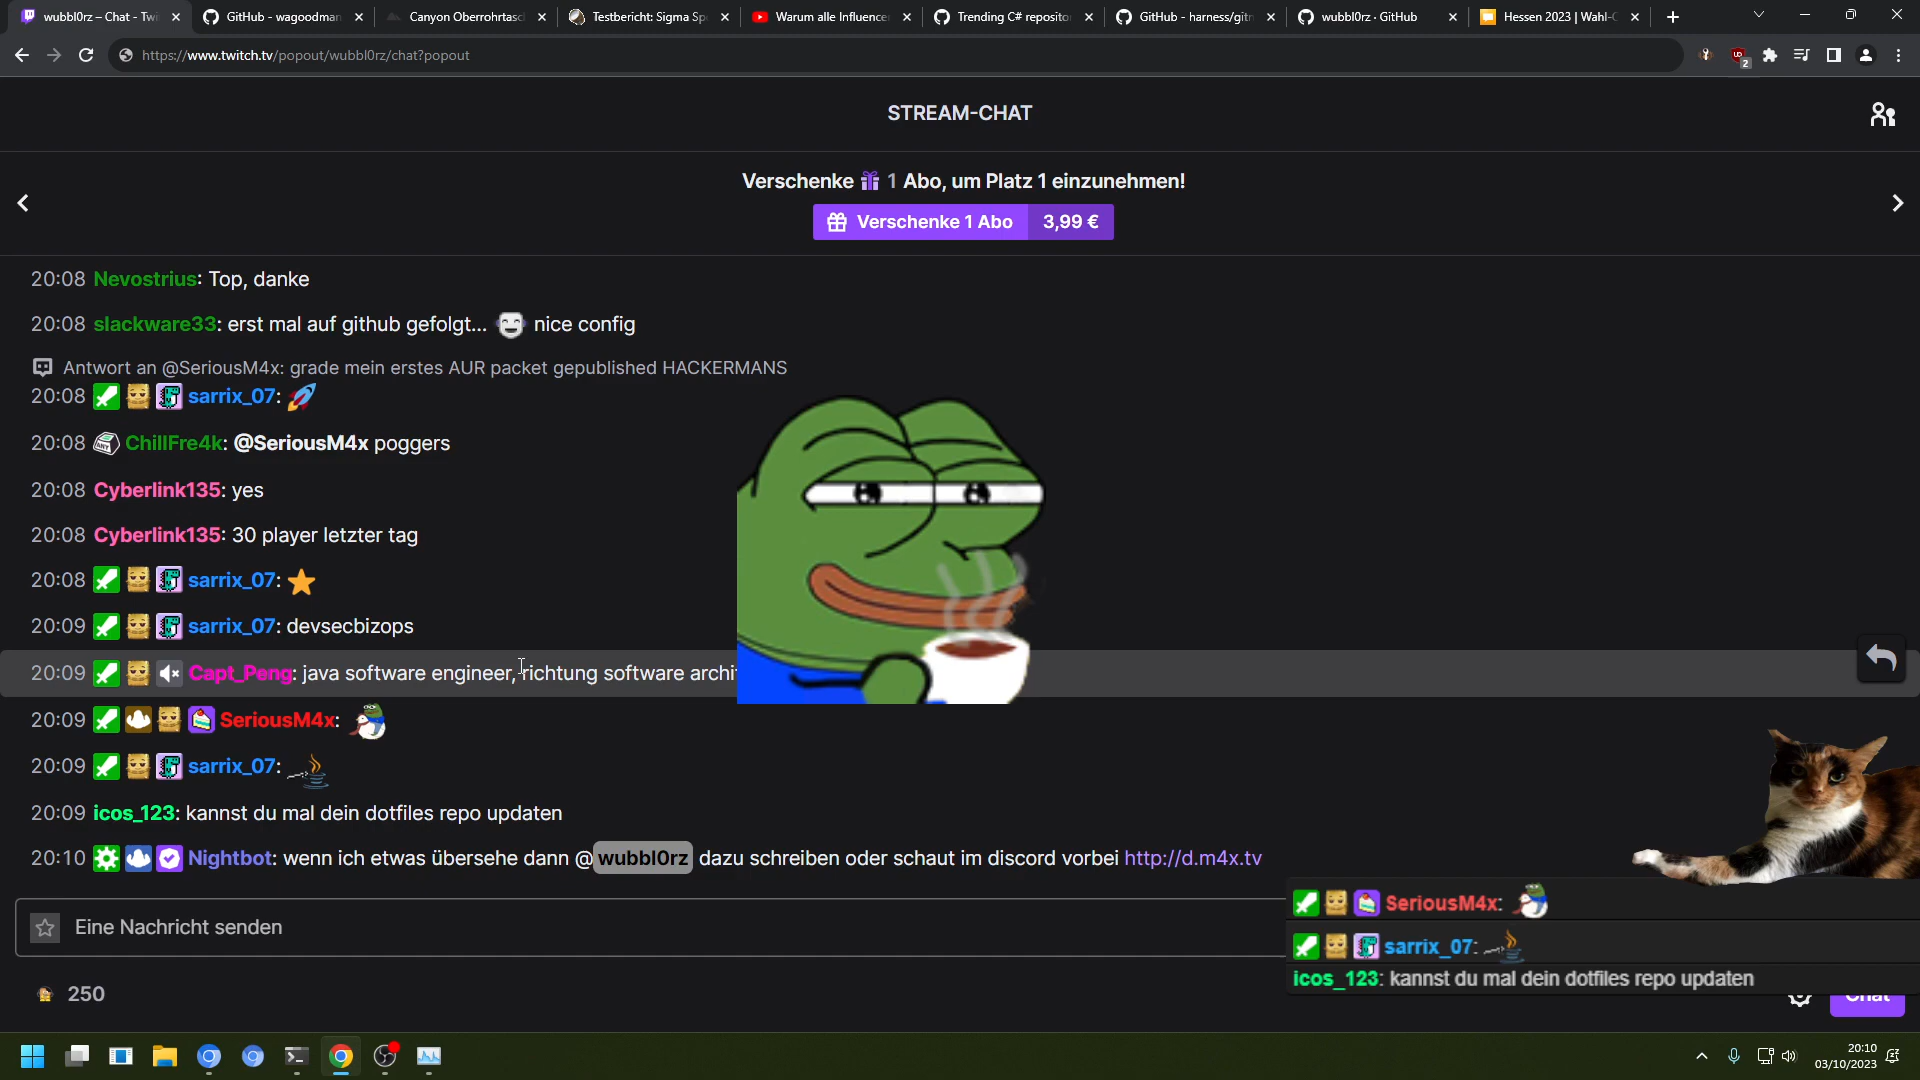 wubbl0rz – Chat - Twi
GitHub - wagoodman
Canyon Oberrohrtasc
Testbericht: Sigma Sp
Warum alle Influence
Trending C# reposito
GitHub - harness/gitn
wubbl0rz · GitHub
Hessen 2023 | Wahl-
https://www.twitch.tv/popout/wubbl0rz/chat?popout
2
STREAM-CHAT
Verschenke 1 Abo, um Platz 1 einzunehmen!
Verschenke 1 Abo 3,99 €
20:08 Nevostrius: Top, danke
20:08 slackware33: erst mal auf github gefolgt... nice config
Antwort an @SeriousM4x: grade mein erstes AUR packet gepublished HACKERMANS
20:08 sarrix_07:
20:08 ChillFre4k: @SeriousM4x poggers
20:08 Cyberlink135: yes
20:08 Cyberlink135: 30 player letzter tag
20:08 sarrix_07:
20:09 sarrix_07: devsecbizops
20:09 Capt_Peng: java software engineer, richtung software archi
20:09 SeriousM4x:
20:09 sarrix_07:
20:09 icos_123: kannst du mal dein dotfiles repo updaten
20:10 Nightbot: wenn ich etwas übersehe dann @wubbl0rz dazu schreiben oder schaut im discord vorbei http://d.m4x.tv
Eine Nachricht senden
SeriousM4x:
sarrix_07:
icos_123: kannst du mal dein dotfiles repo updaten
250
Chat
20:10
03/10/2023